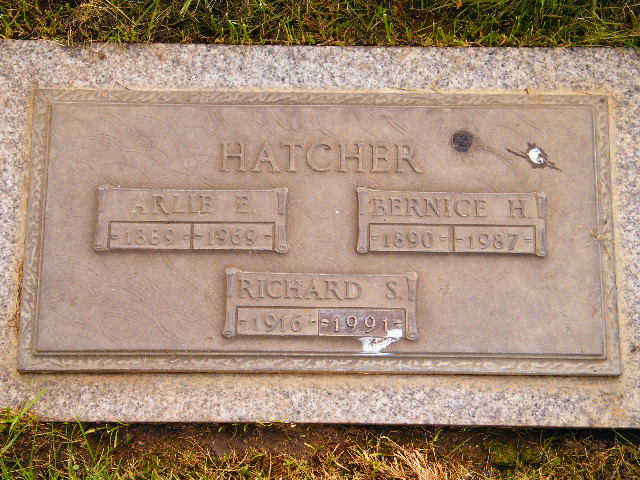 HATCHER
ARLIE E.
-1889- -1969-
BERNICE H.
-1890- -1987-
RICHARD S.
-1916- -1991-